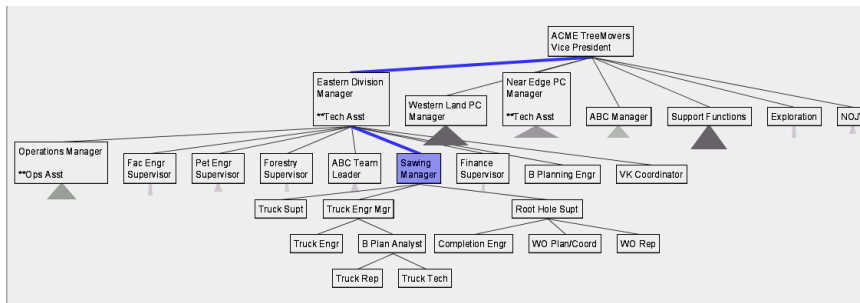 ACME TreeMovers
Vice President
Eastern Division
Manager
**Tech Asst
Western Land PC
Manager
Near Edge PC
Manager
**Tech Asst
ABC Manager
Support Functions
Exploration
NOJV
Operations Manager
**Ops Asst
Fac Engr
Supervisor
Pet Engr
Supervisor
Forestry
Supervisor
ABC Team
Leader
Sawing
Manager
Finance
Supervisor
B Planning Engr
VK Coordinator
Truck Supt
Truck Engr Mgr
Root Hole Supt
Truck Engr
B Plan Analyst
Completion Engr
WO Plan/Coord
WO Rep
Truck Rep
Truck Tech